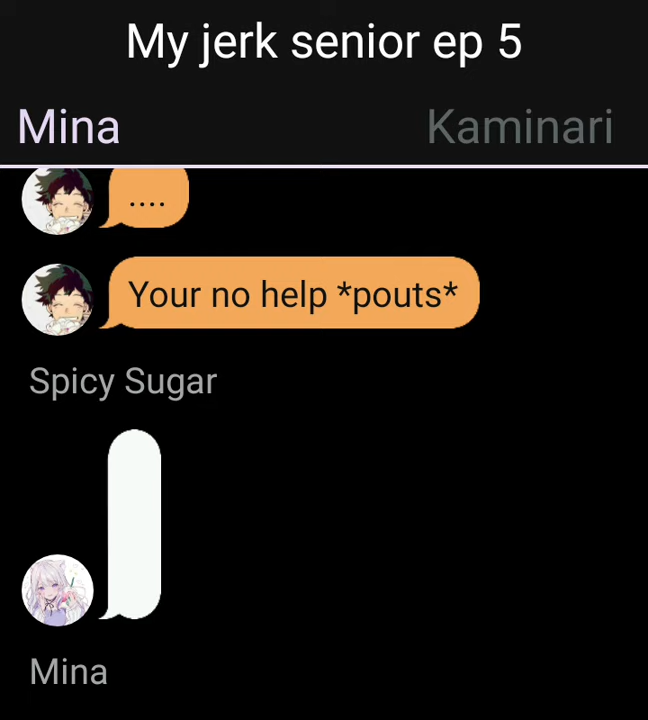 My jerk senior ep 5
Mina
Kaminari
....
Your no help *pouts*
Spicy Sugar
Mina